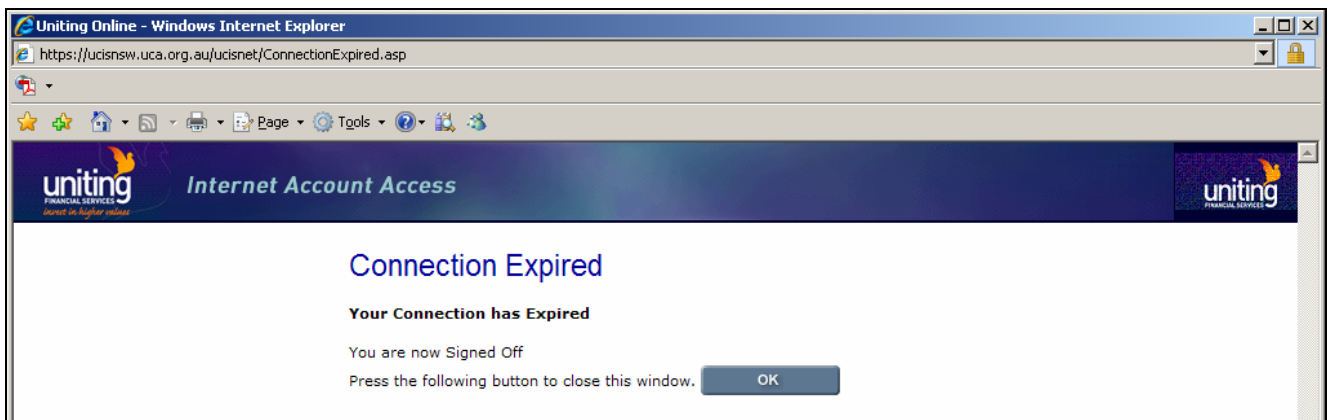 Uniting Online - Windows Internet Explorer
https://ucisnsw.uca.org.au/ucisnet/ConnectionExpired.asp
Page Tools
uniting
FINANCIAL SERVICES
invest in higher values
Internet Account Access
uniting
FINANCIAL SERVICES
Connection Expired
Your Connection has Expired
You are now Signed Off
Press the following button to close this window. OK